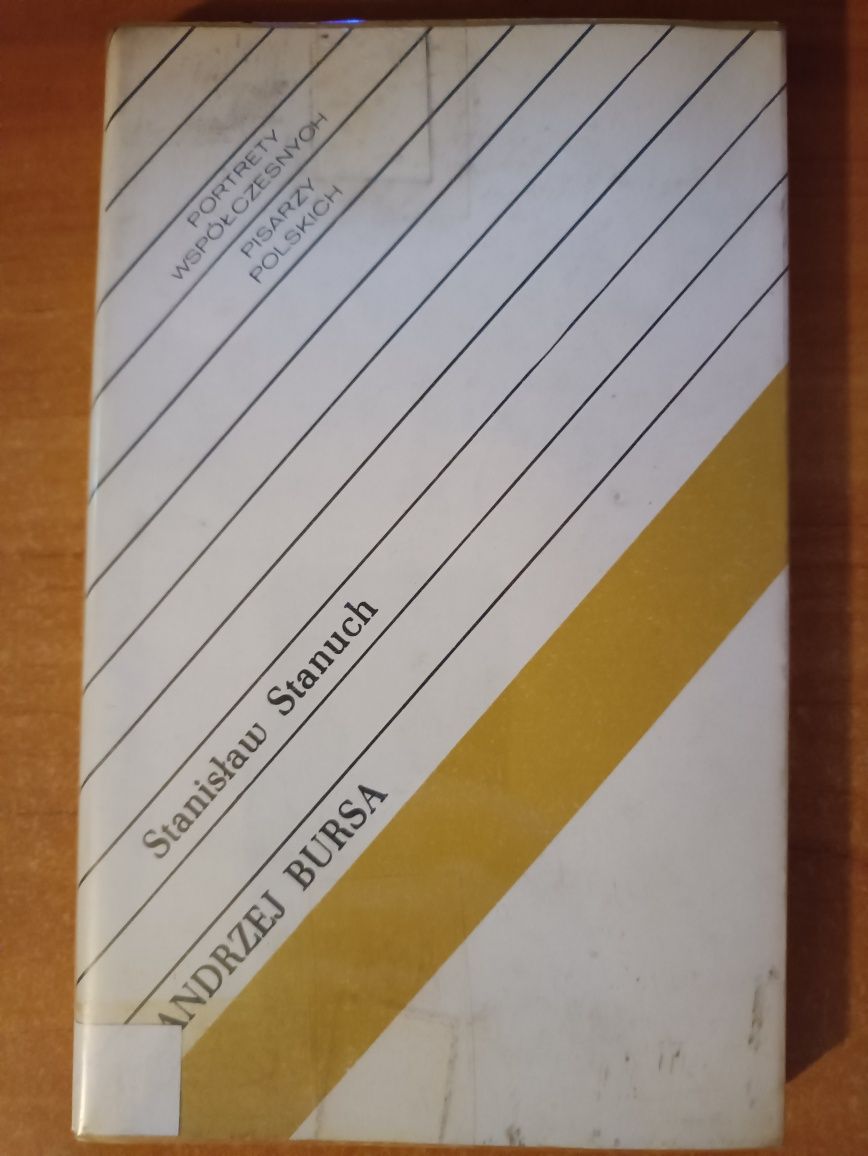 PORTRETY
WSPÓŁCZESNYCH
PISARZY
POLSKICH
Stanisław Stanuch
ANDRZEJ BURSA